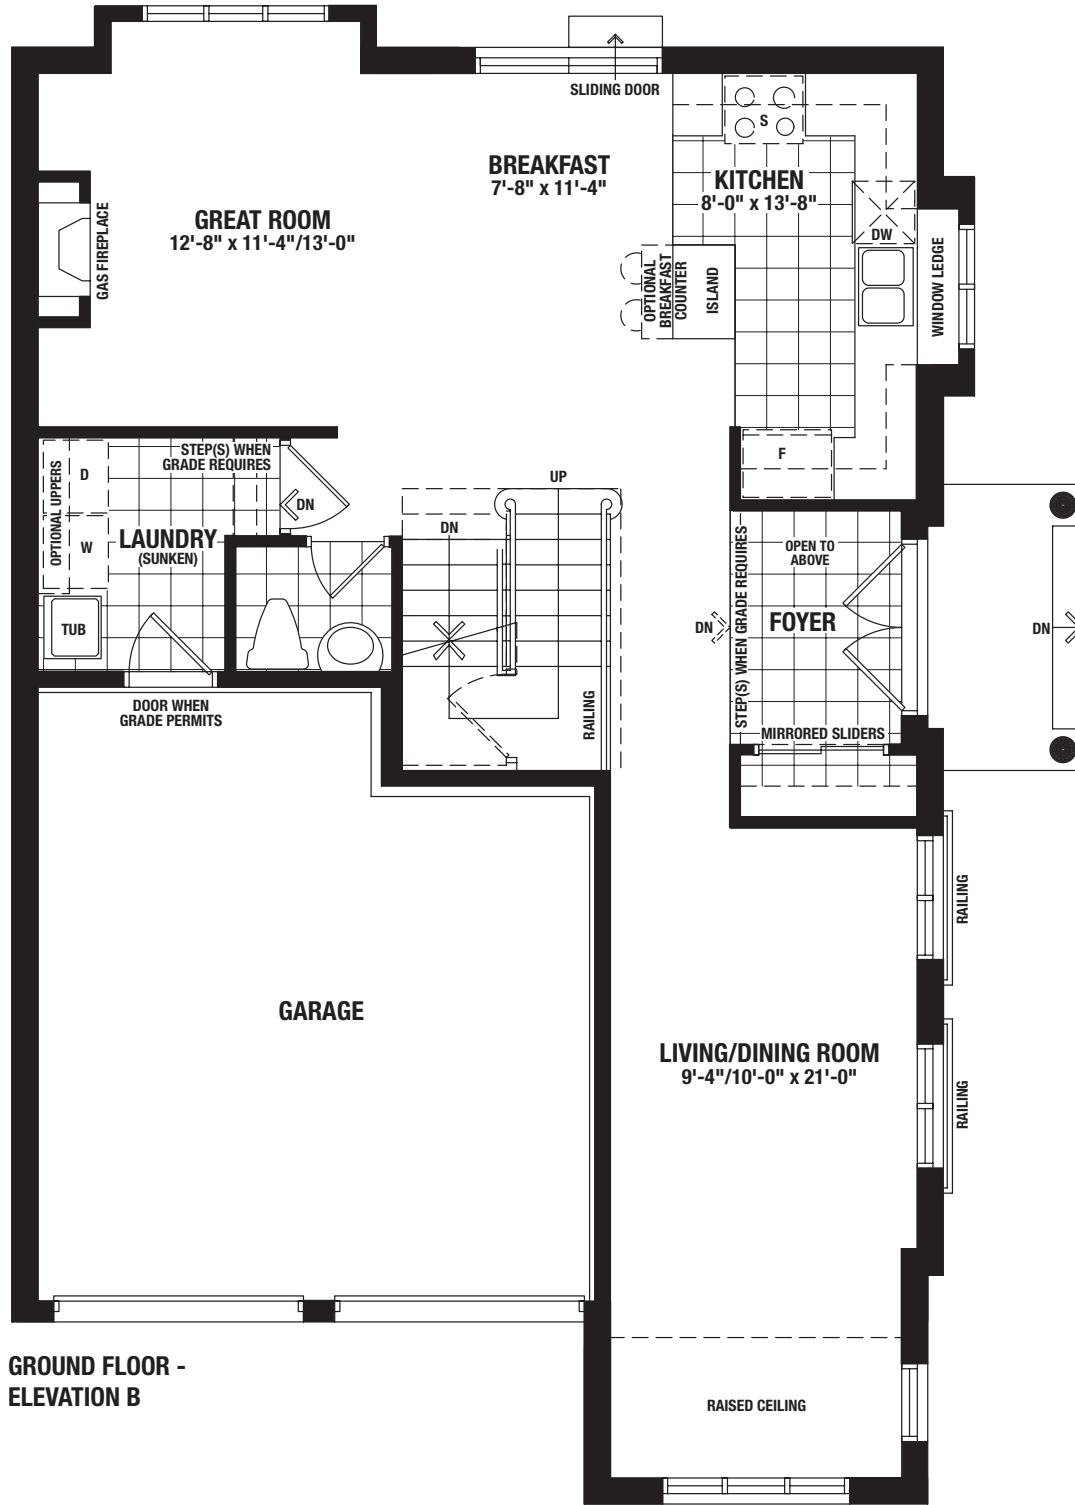 SLIDING DOOR
BREAKFAST
7'-8" x 11'-4"
S
KITCHEN
8'-0" x 13'-8"
GREAT ROOM
12'-8" x 11'-4"/13'-0"
GAS FIREPLACE
DW
WINDOW LEDGE
OPTIONAL
BREAKFAST
COUNTER
ISLAND
F
STEP(S) WHEN
GRADE REQUIRES
OPTIONAL UPPERS
D
W
DN
LAUNDRY
(SUNKEN)
TUB
UP
DN
RAILING
OPEN TO
ABOVE
FOYER
DN
STEP(S) WHEN GRADE REQUIRES
DN
MIRRORED SLIDERS
DOOR WHEN
GRADE PERMITS
RAILING
GARAGE
LIVING/DINING ROOM
9'-4"/10'-0" x 21'-0"
RAILING
GROUND FLOOR -
ELEVATION B
RAISED CEILING